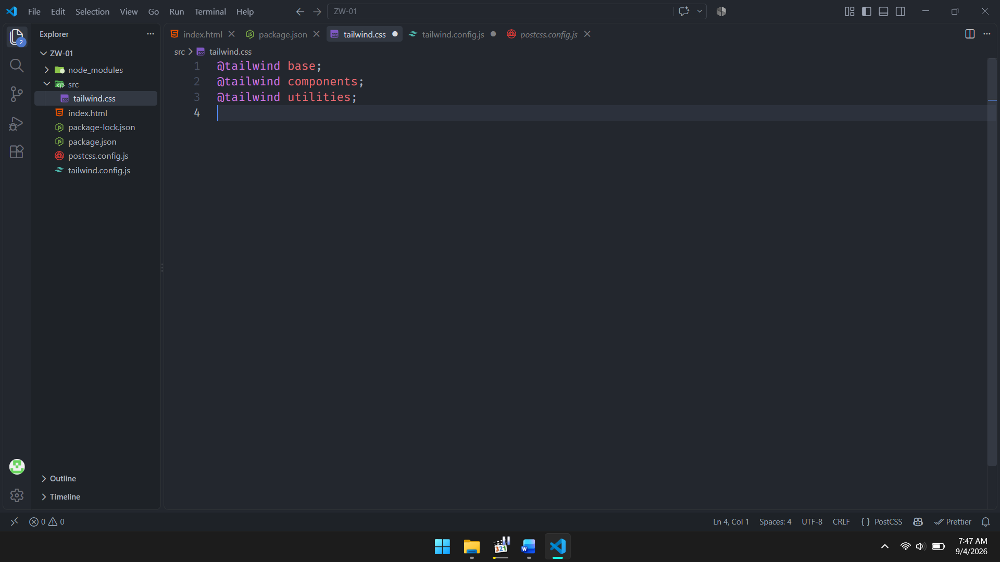 File Edit Selection View Go Run Terminal Help
ZW-01
Explorer
index.html
package.json
tailwind.css
tailwind.config.js
postcss.config.js
2
ZW-01
node_modules
src
tailwind.css
index.html
package-lock.json
package.json
postcss.config.js
tailwind.config.js
Outline
Timeline
src > tailwind.css
1 @tailwind base;
2 @tailwind components;
3 @tailwind utilities;
4
0 0
Ln 4, Col 1
Spaces: 4
UTF-8
CRLF
{ } PostCSS
Prettier
321
W
7:47 AM
9/4/2026